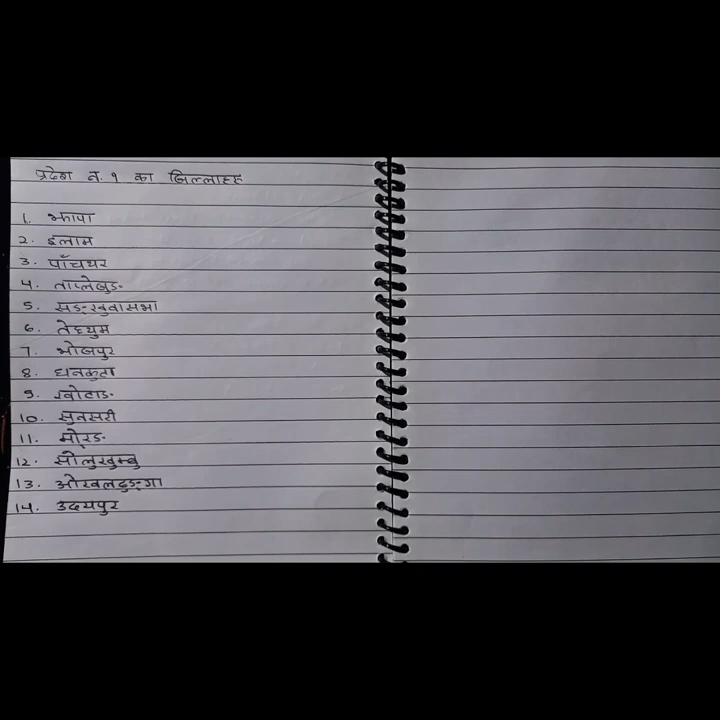 प्रदेश न. १ का जिल्लाहरु
1. झापा
2. इलाम
3. पाँचथर
4. ताप्लेजुङ
5. सङ्खुवासभा
6. तेह्रथुम
7. भोजपुर
8. धनकुटा
9. खोटाङ
10. सुनसरी
11. मोरङ
12. सोलुखुम्बु
13. ओखलढुङ्गा
14. उदयपुर